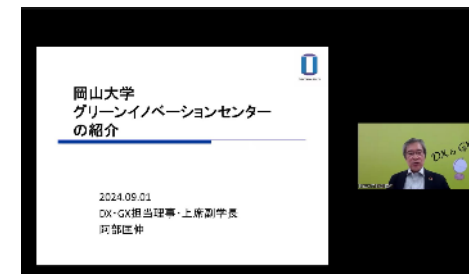 岡山大学
グリーンイノベーションセンター
の紹介
2024.09.01
DX・GX担当理事・上席副学長
阿部匡伸
DX & GX